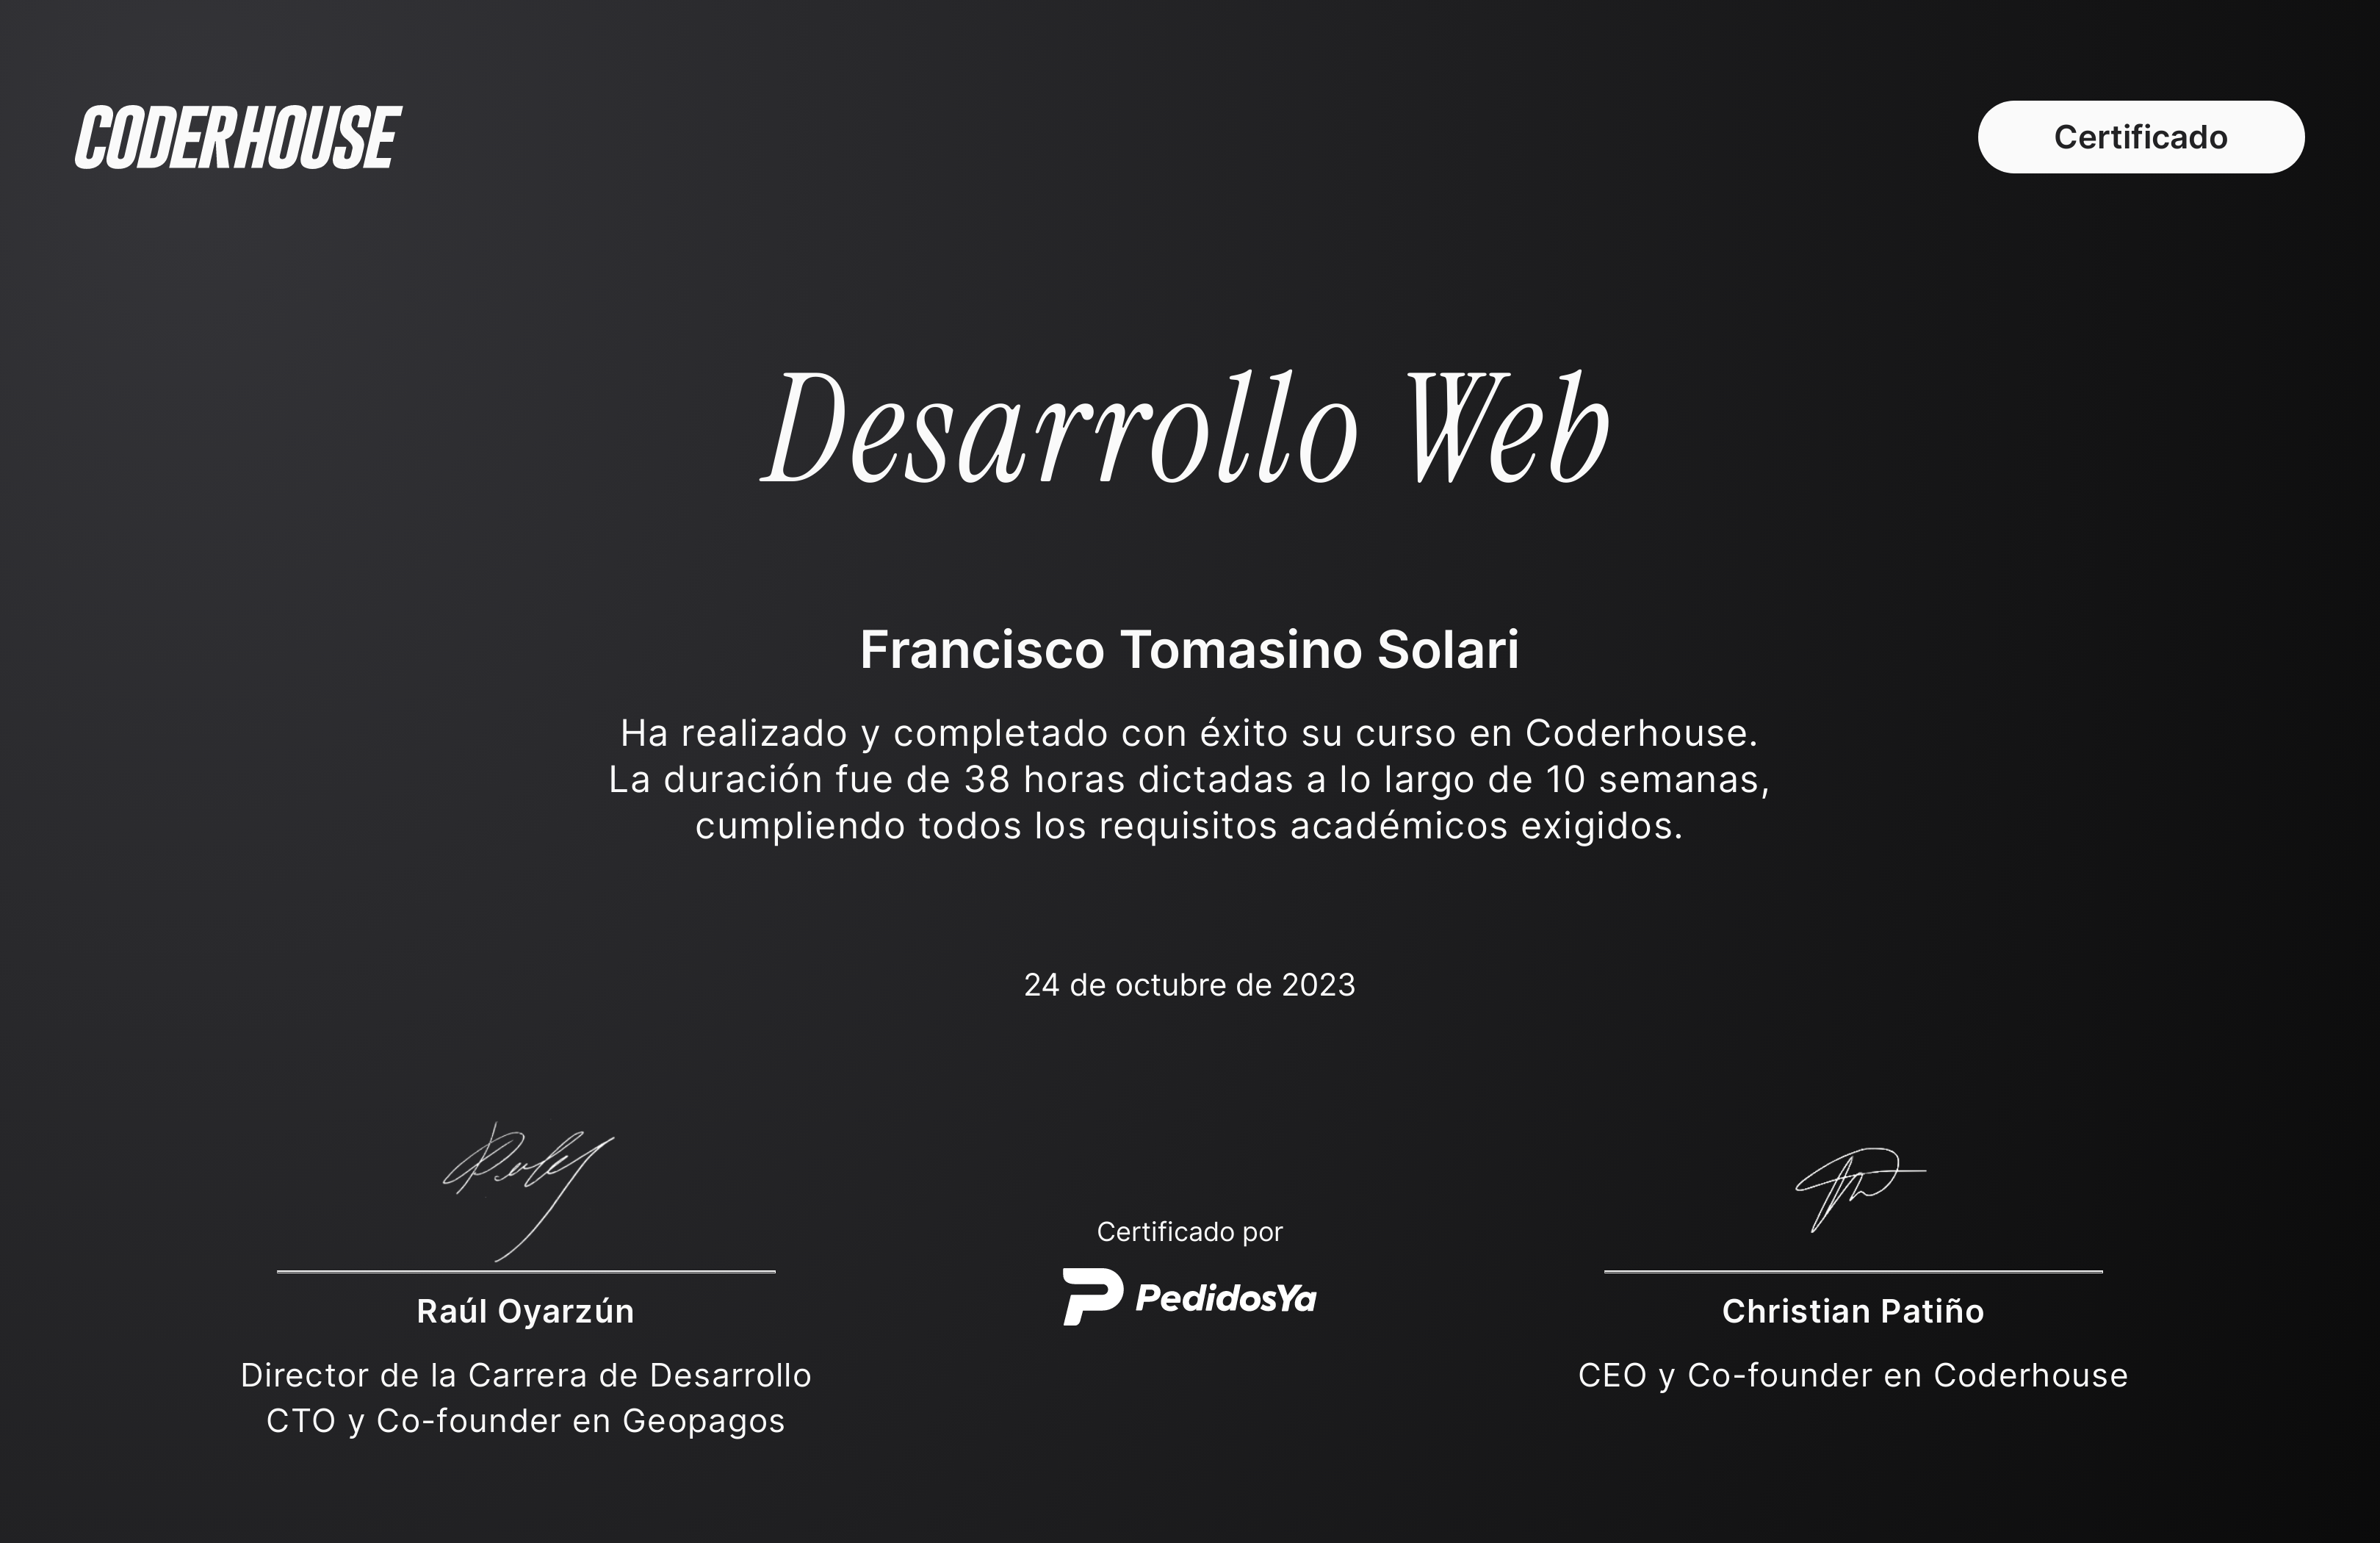 CODERHOUSE
Certificado
Desarrollo Web
Francisco Tomasino Solari
Ha realizado y completado con éxito su curso en Coderhouse.
La duración fue de 38 horas dictadas a lo largo de 10 semanas,
cumpliendo todos los requisitos académicos exigidos.
24 de octubre de 2023
Raúl Oyarzún
Director de la Carrera de Desarrollo
CTO y Co-founder en Geopagos
Certificado por
PedidosYa
Christian Patiño
CEO y Co-founder en Coderhouse